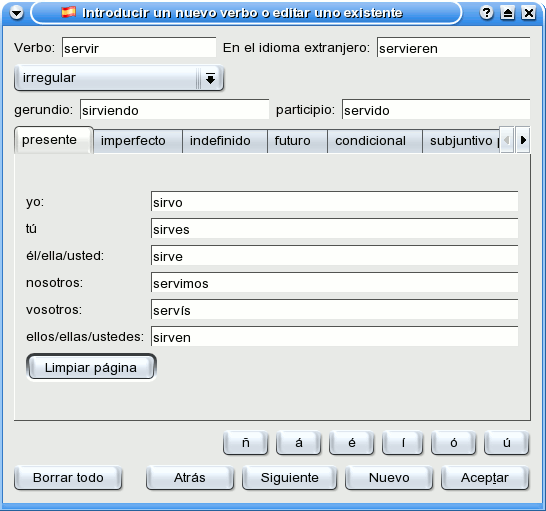 Introducir un nuevo verbo o editar uno existente
Verbo: servir En el idioma extranjero: servieren
irregular
gerundio: sirviendo participio: servido
presente imperfecto indefinido futuro condicional subjuntivo
yo: sirvo
tú sirves
él/ella/usted: sirve
nosotros: servimos
vosotros: servís
ellos/ellas/ustedes: sirven
Limpiar página
ñ á é í ó ú
Borrar todo Atrás Siguiente Nuevo Aceptar